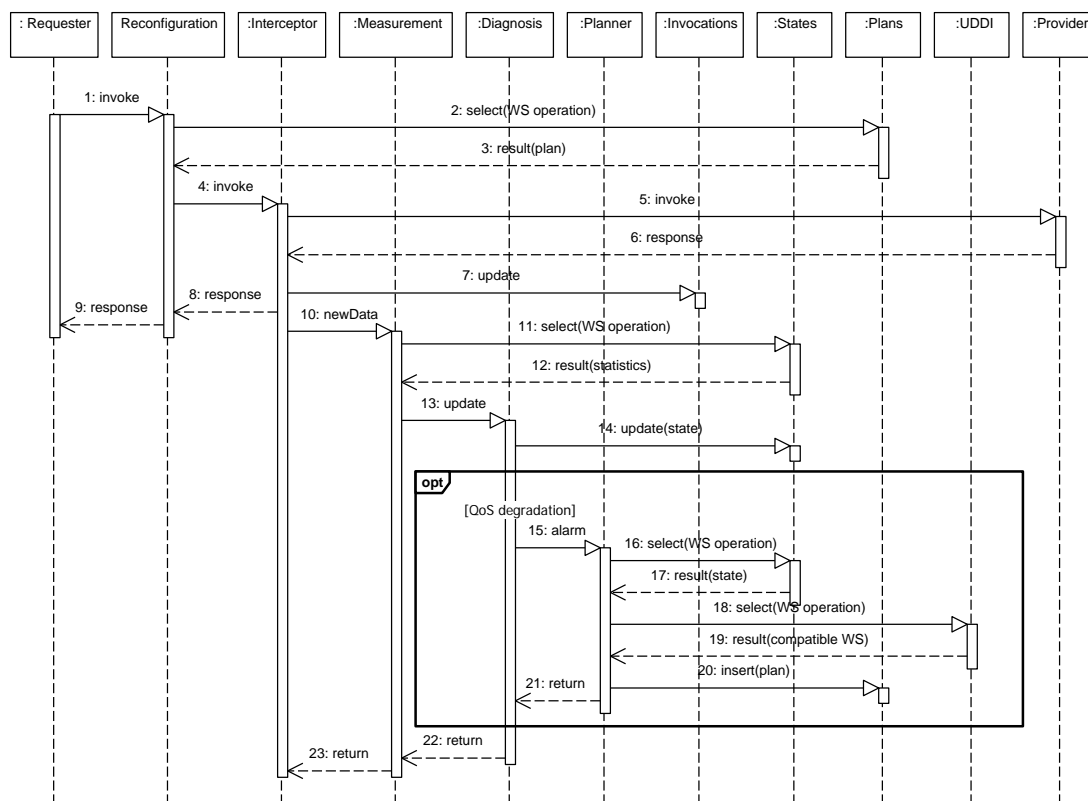 : Requester
Reconfiguration
:Interceptor
:Measurement
:Diagnosis
:Planner
:Invocations
:States
:Plans
:UDDI
:Provider
1: invoke
2: select(WS operation)
3: result(plan)
4: invoke
5: invoke
6: response
7: update
8: response
9: response
10: newData
11: select(WS operation)
12: result(statistics)
13: update
14: update(state)
opt
[QoS degradation]
15: alarm
16: select(WS operation)
17: result(state)
18: select(WS operation)
19: result(compatible WS)
20: insert(plan)
21: return
22: return
23: return